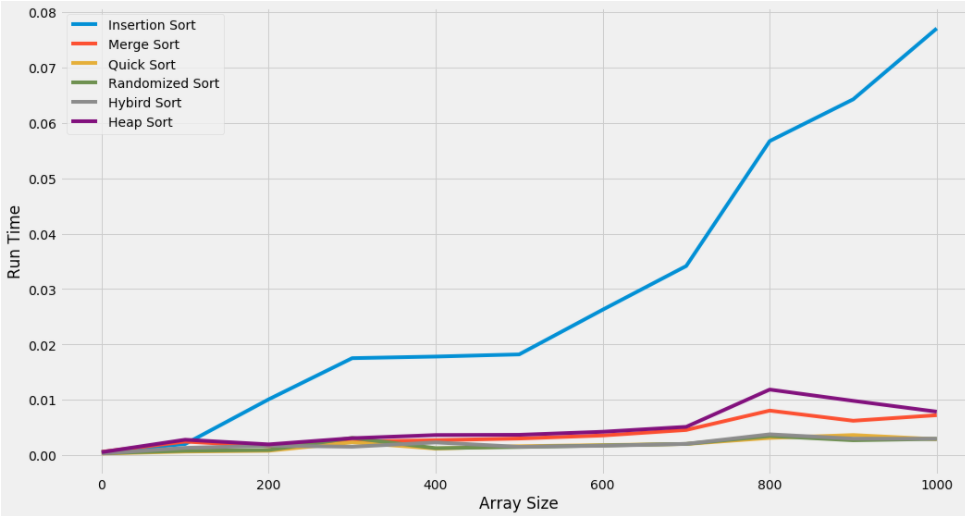 0.08
0.07
0.06
0.05
0.04
0.03
0.02
0.01
0.00
Run Time
Insertion Sort
Merge Sort
Quick Sort
Randomized Sort
Hybird Sort
Heap Sort
0 200 400 600 800 1000
Array Size